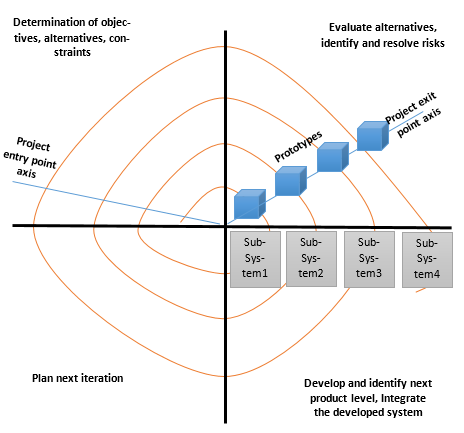 Determination of objec-
tives, alternatives, con-
straints
Evaluate alternatives,
identify and resolve risks
Project
entry point
axis
Prototypes
Project exit
point axis
Sub-
Sys-
tem1
Sub-
Sys-
tem2
Sub-
Sys-
tem3
Sub-
Sys-
tem4
Plan next iteration
Develop and identify next
product level, Integrate
the developed system